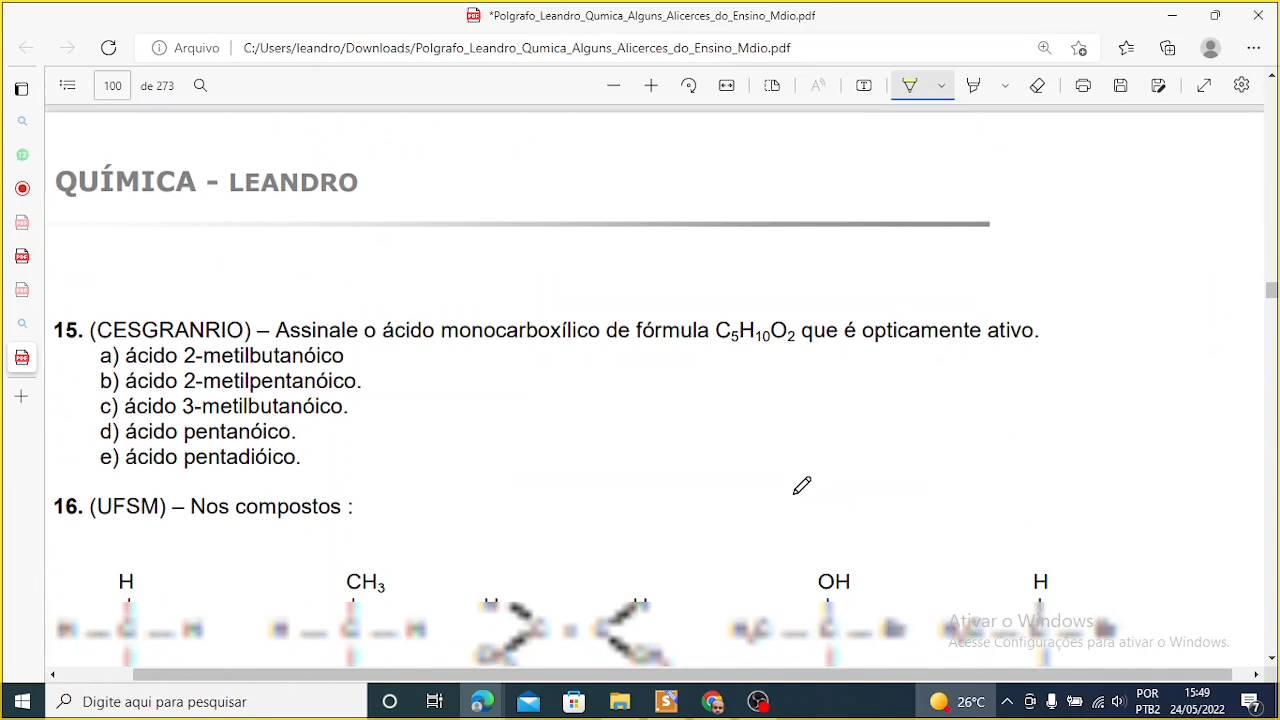 *Polgrafo_Leandro_Qumica_Alguns_Alicerces_do_Ensino_Mdio.pdf
Arquivo C:/Users/leandro/Downloads/Polgrafo_Leandro_Qumica_Alguns_Alicerces_do_Ensino_Mdio.pdf
100 de 273
QUÍMICA - LEANDRO
15. (CESGRANRIO) – Assinale o ácido monocarboxílico de fórmula C₅H₁₀O₂ que é opticamente ativo.
a) ácido 2-metilbutanóico
b) ácido 2-metilpentanóico.
c) ácido 3-metilbutanóico.
d) ácido pentanóico.
e) ácido pentadióico.
16. (UFSM) – Nos compostos :
H CH₃ OH H
Ativar o Windows
Acesse Configurações para ativar o Windows.
Digite aqui para pesquisar
26°C
POR
PTB2
15:49
24/05/2022